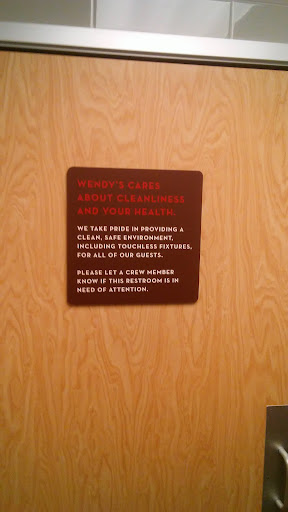 WENDY'S CARES
ABOUT CLEANLINESS
AND YOUR HEALTH.
WE TAKE PRIDE IN PROVIDING A
CLEAN, SAFE ENVIRONMENT,
INCLUDING TOUCHLESS FIXTURES,
FOR ALL OF OUR GUESTS.
PLEASE LET A CREW MEMBER
KNOW IF THIS RESTROOM IS IN
NEED OF ATTENTION.